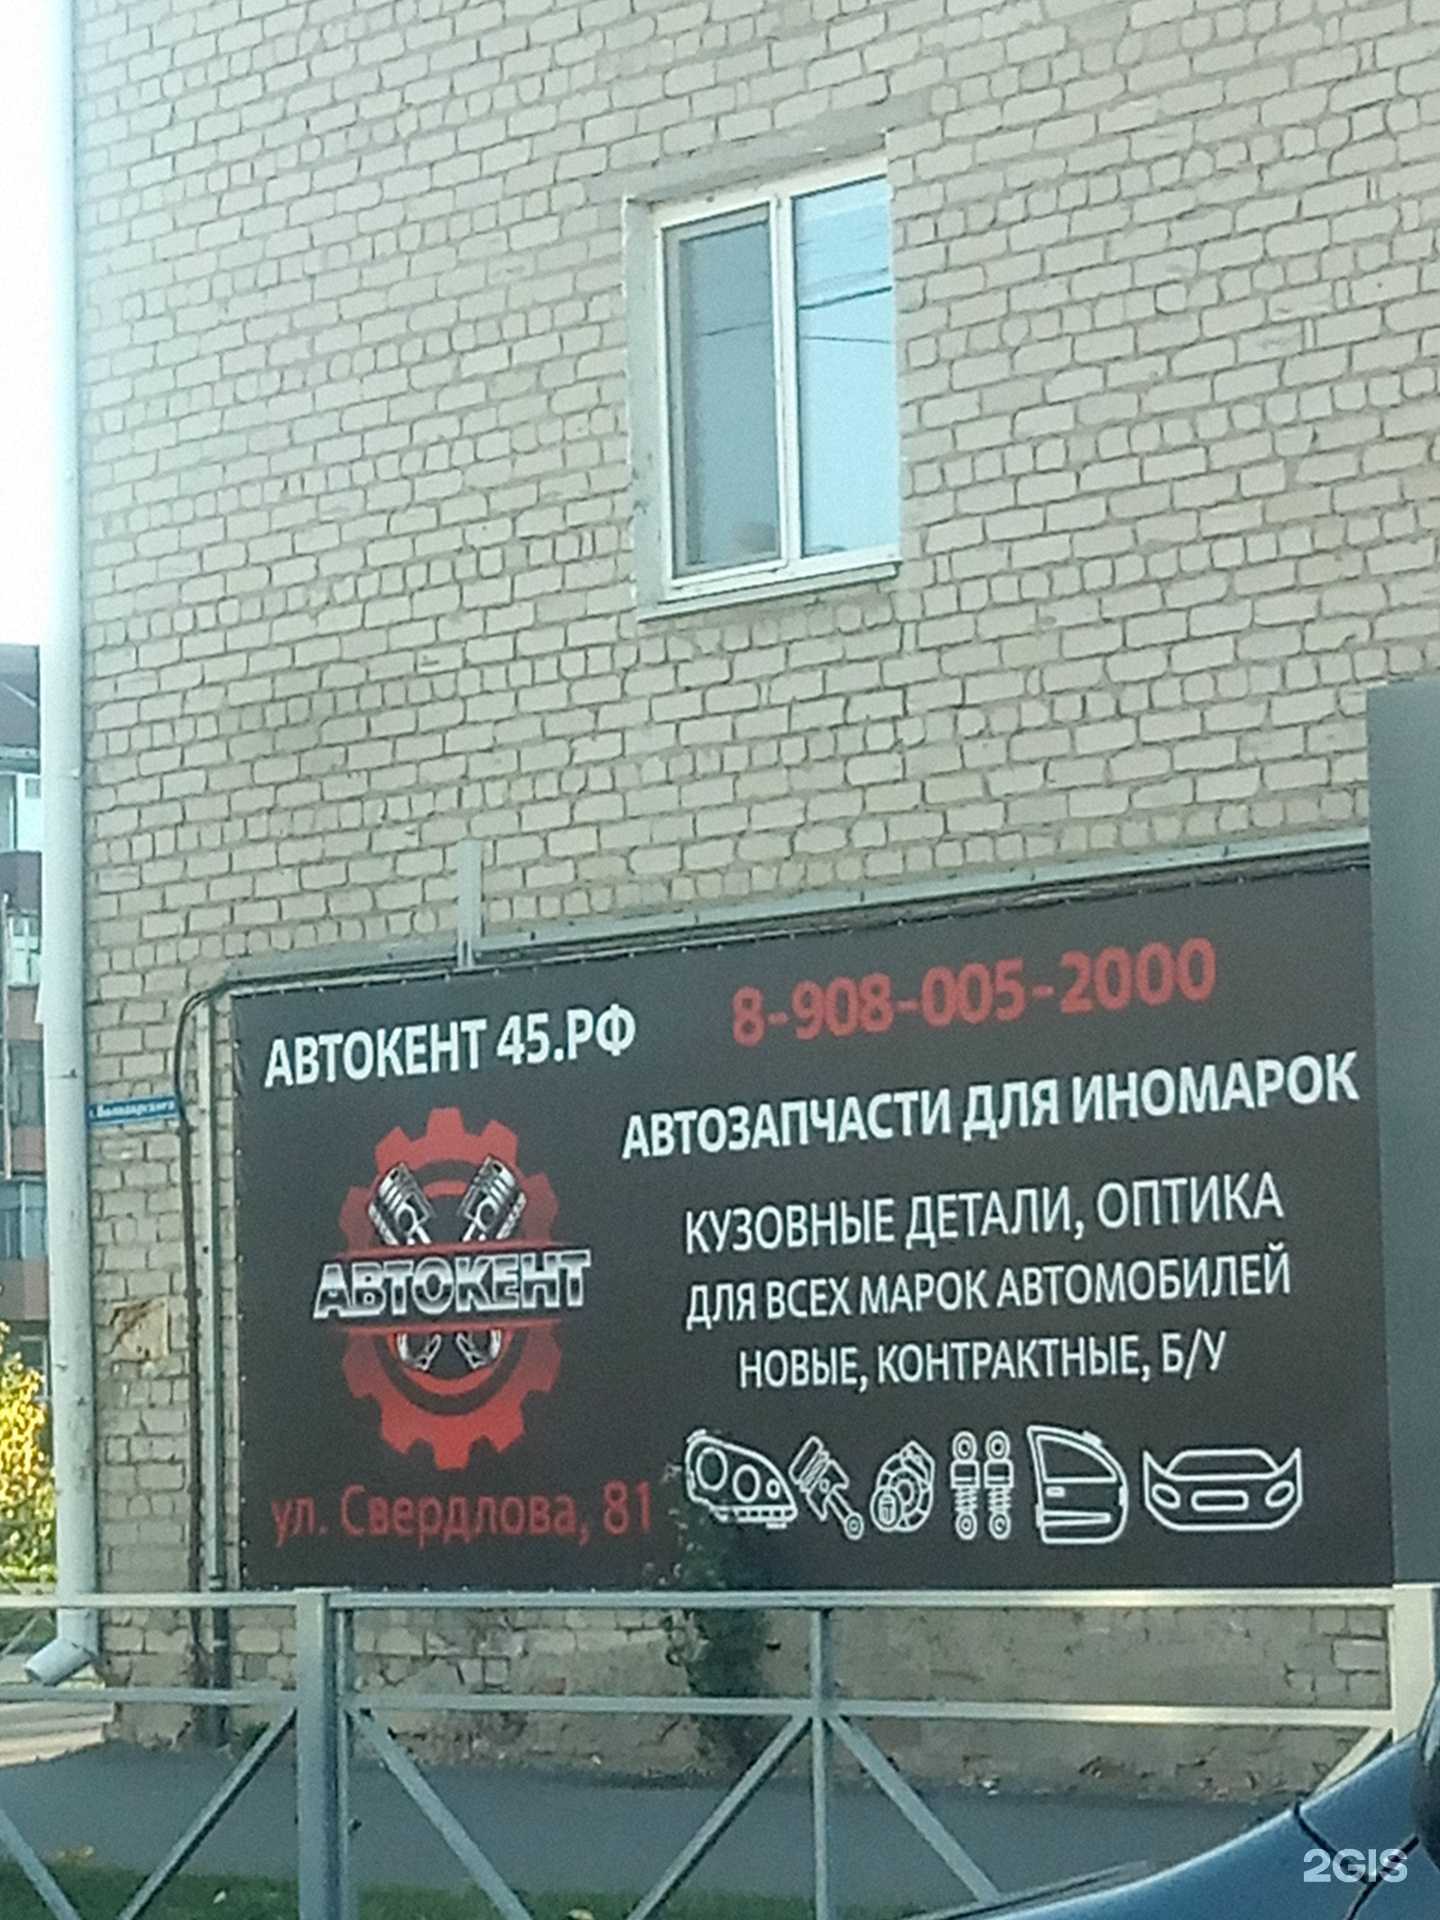 АВТОКЕНТ 45.РФ
8-908-005-2000
АВТОЗАПЧАСТИ ДЛЯ ИНОМАРОК
КУЗОВНЫЕ ДЕТАЛИ, ОПТИКА
ДЛЯ ВСЕХ МАРОК АВТОМОБИЛЕЙ
НОВЫЕ, КОНТРАКТНЫЕ, Б/У
АВТОКЕНТ
ул. Свердлова, 81
2GIS